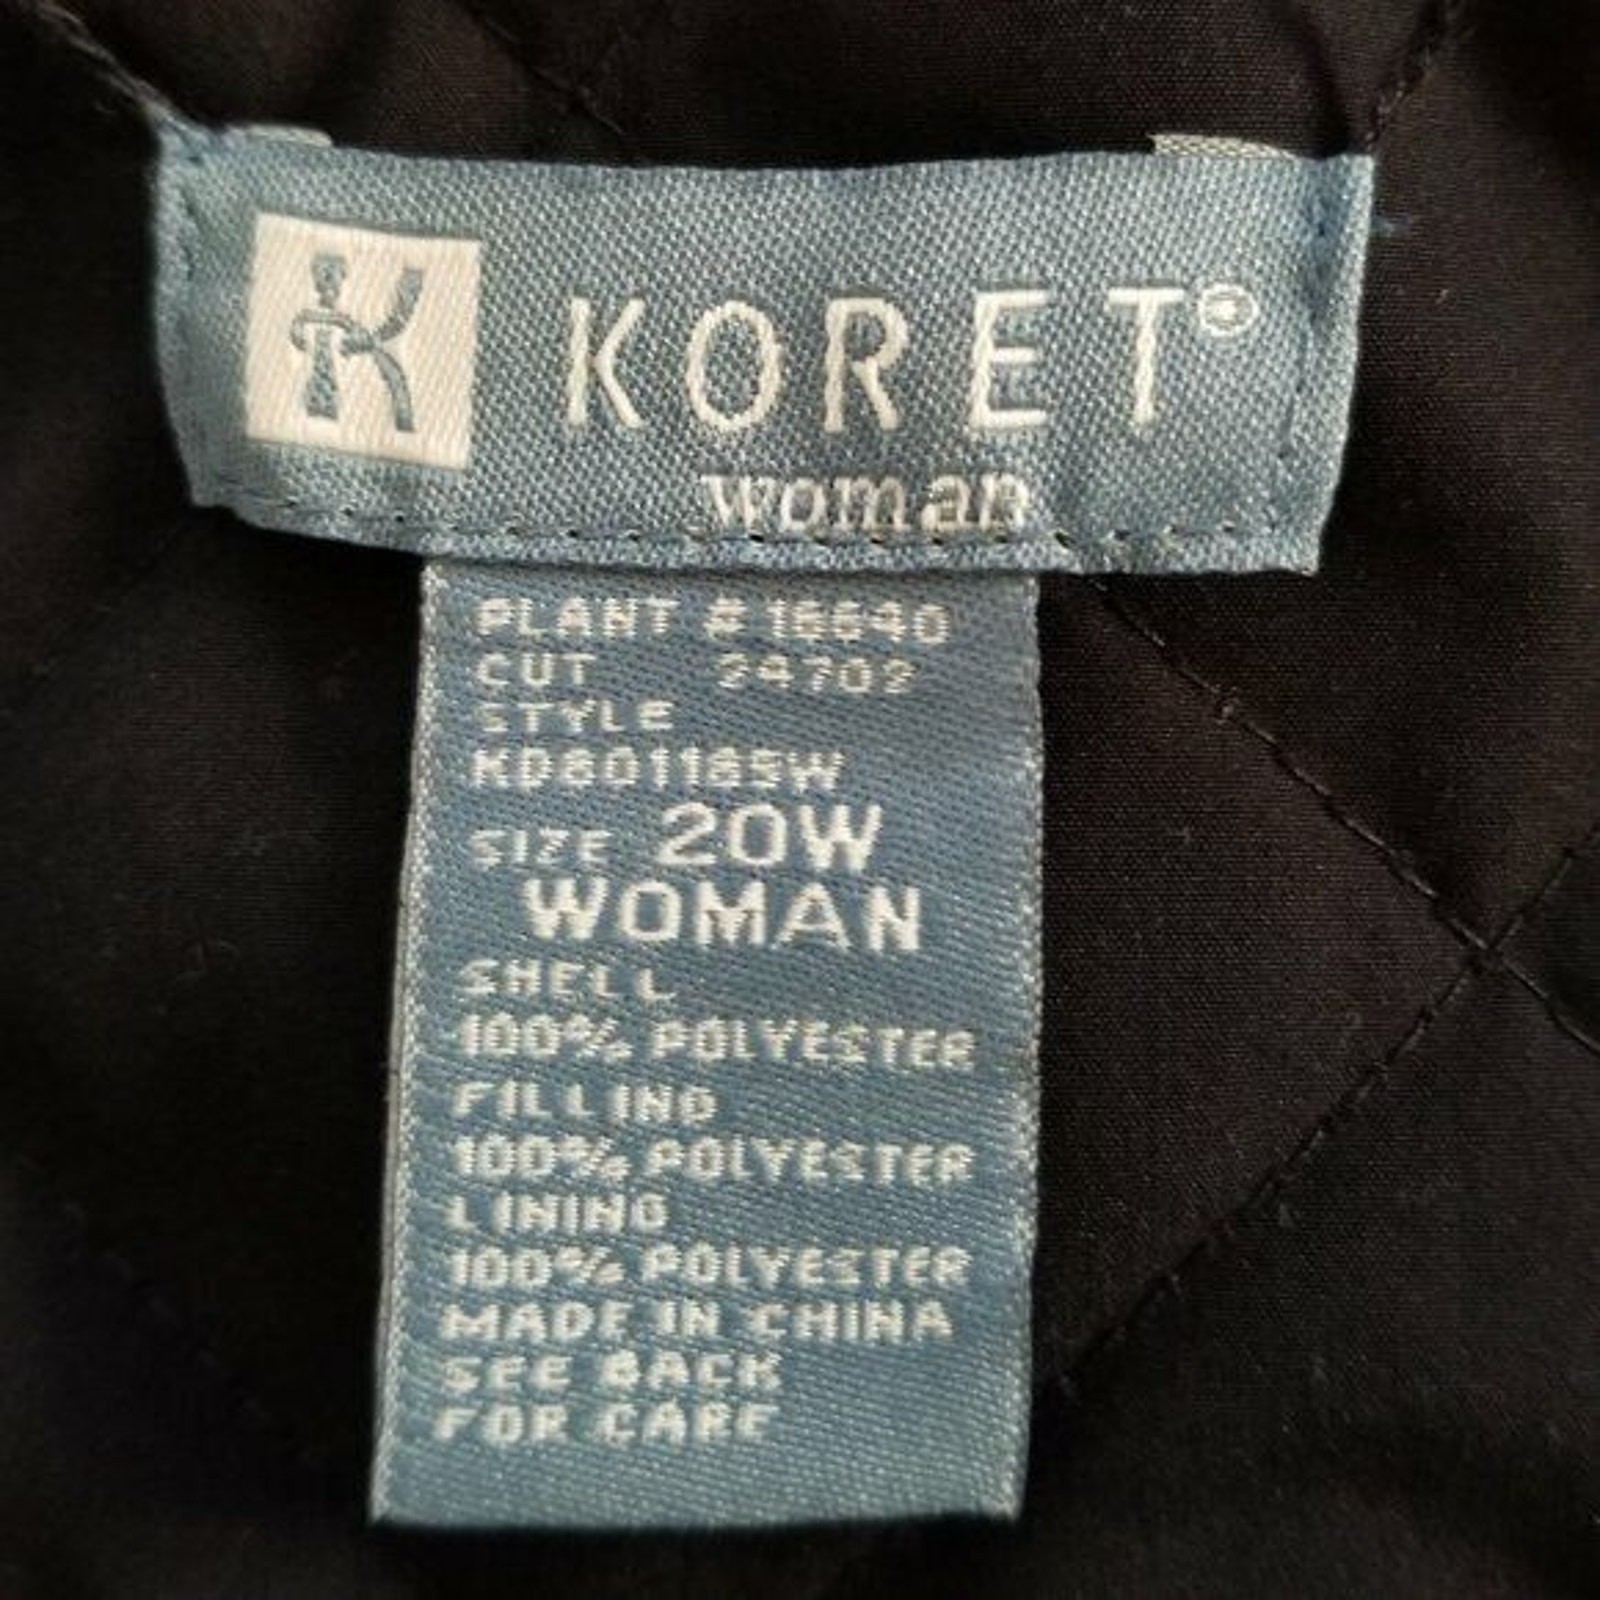 K KORET®
woman
PLANT # 16640
CUT 24702
STYLE
KD801185W
SIZE 20W
WOMAN
SHELL
100% POLYESTER
FILLING
100% POLYESTER
LINING
100% POLYESTER
MADE IN CHINA
SEE BACK
FOR CARE